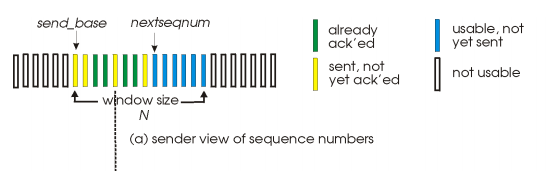 send_base
nextseqnum
already
ack'ed
usable, not
yet sent
sent, not
yet ack'ed
not usable
window size
N
(a) sender view of sequence numbers